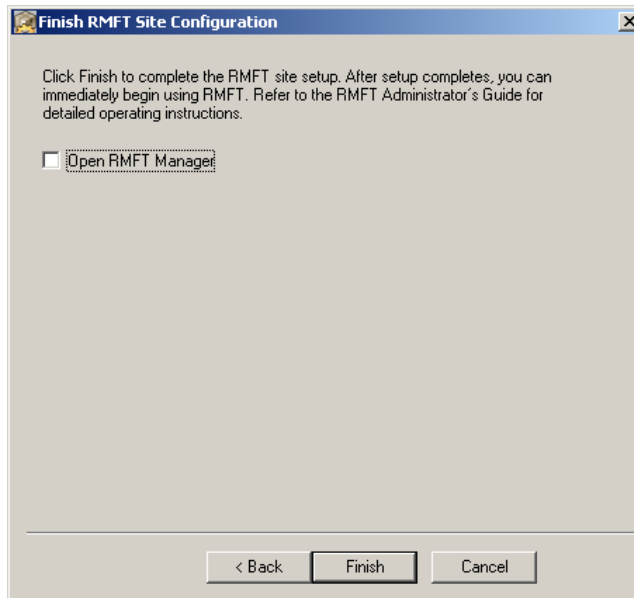 Finish RMFT Site Configuration
Click Finish to complete the RMFT site setup. After setup completes, you can
immediately begin using RMFT. Refer to the RMFT Administrator´s Guide for
detailed operating instructions.
Open RMFT Manager
< Back
Finish
Cancel